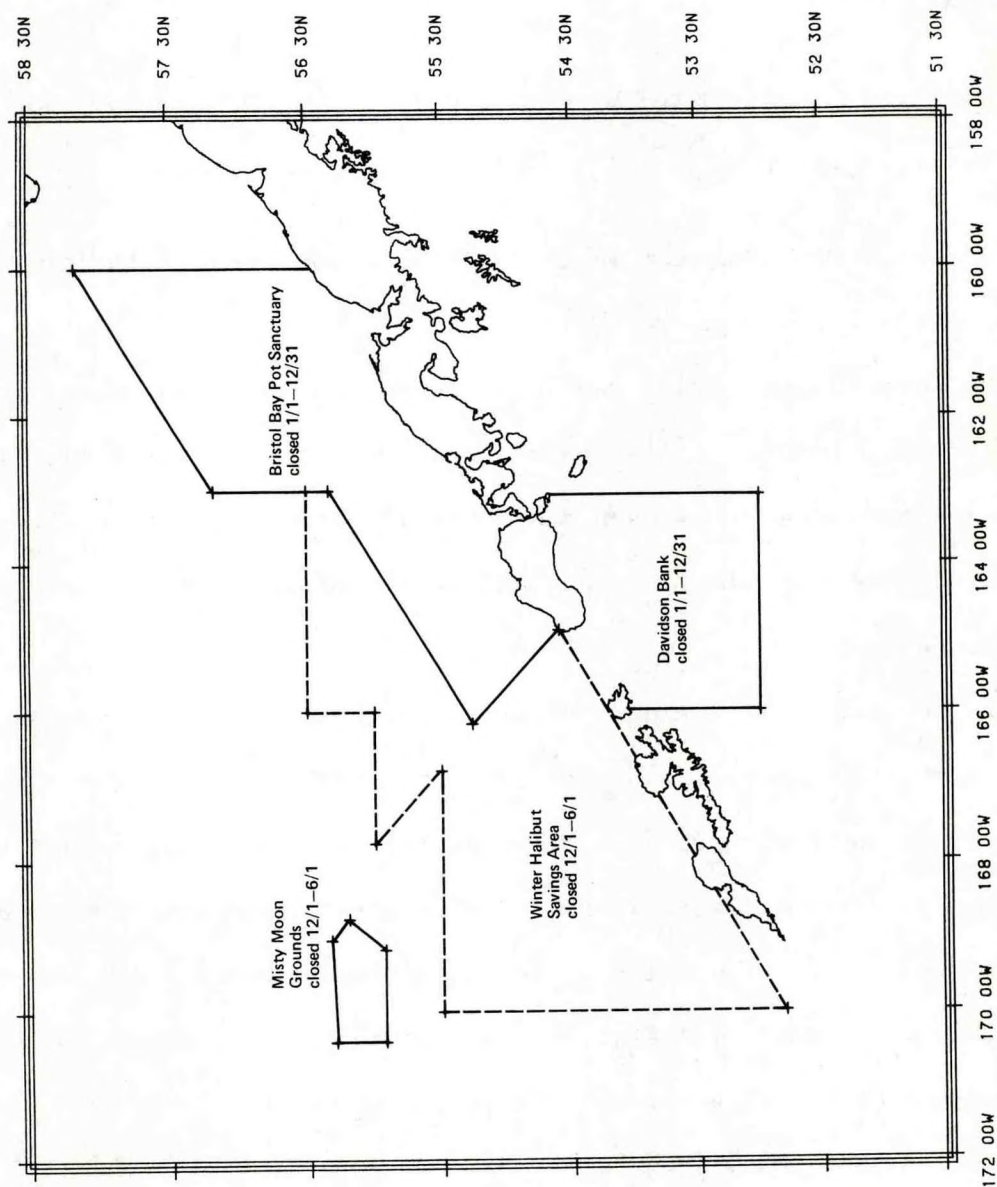 58 30N
57 30N
56 30N
55 30N
54 30N
53 30N
52 30N
51 30N
Bristol Bay Pot Sanctuary
closed 1/1–12/31
Misty Moon
Grounds
closed 12/1–6/1
Winter Halibut
Savings Area
closed 12/1–6/1
Davidson Bank
closed 1/1–12/31
172 00W
170 00W
168 00W
166 00W
164 00W
162 00W
160 00W
158 00W